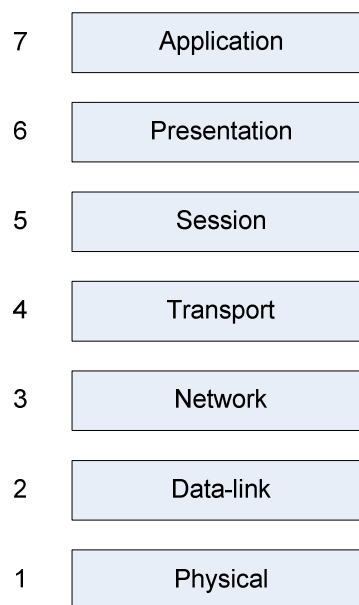 7 Application
6 Presentation
5 Session
4 Transport
3 Network
2 Data-link
1 Physical